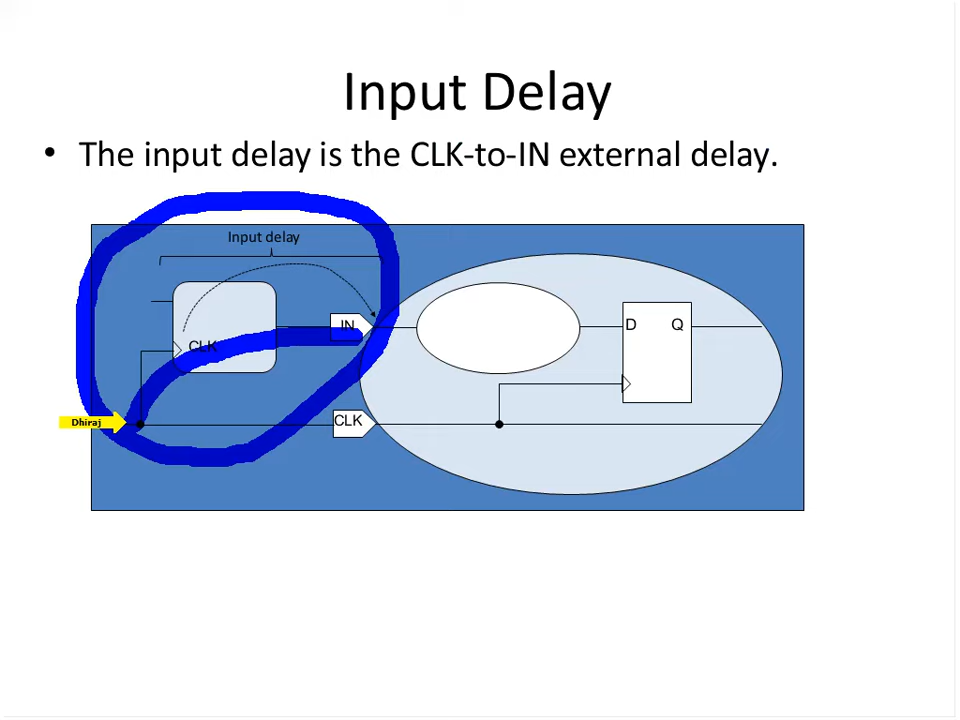 Input Delay
• The input delay is the CLK-to-IN external delay.
Input delay
IN
D Q
CLK
CLK
Dhiraj